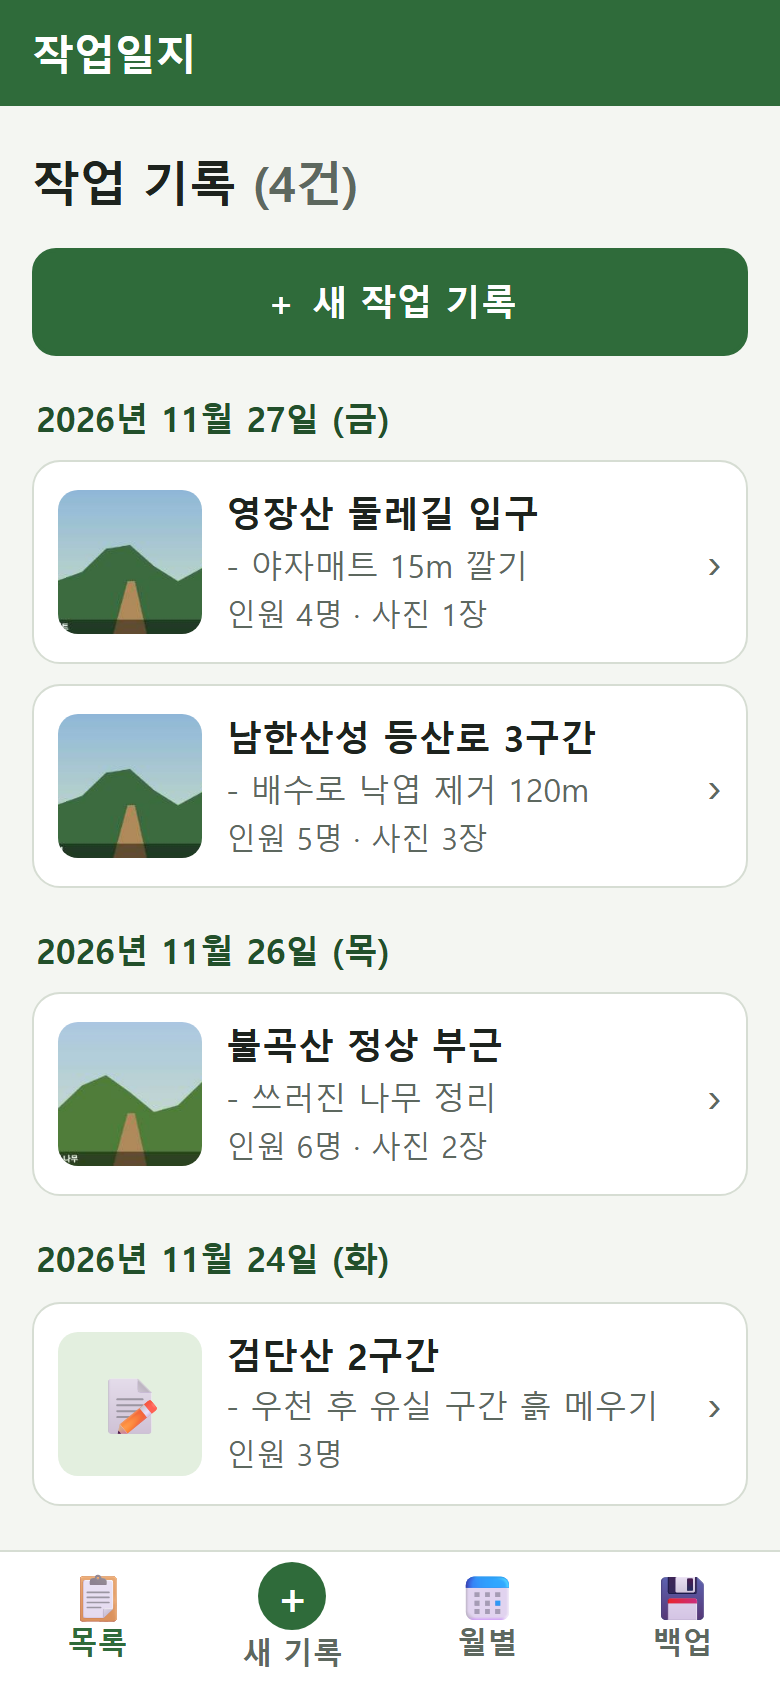 작업일지
작업 기록 (4건)
+ 새 작업 기록
2026년 11월 27일 (금)
영장산 둘레길 입구
- 야자매트 15m 깔기
인원 4명 · 사진 1장
›
남한산성 등산로 3구간
- 배수로 낙엽 제거 120m
인원 5명 · 사진 3장
›
2026년 11월 26일 (목)
불곡산 정상 부근
- 쓰러진 나무 정리
인원 6명 · 사진 2장
›
나무
2026년 11월 24일 (화)
검단산 2구간
- 우천 후 유실 구간 흙 메우기
인원 3명
›
목록
+
새 기록
월별
백업